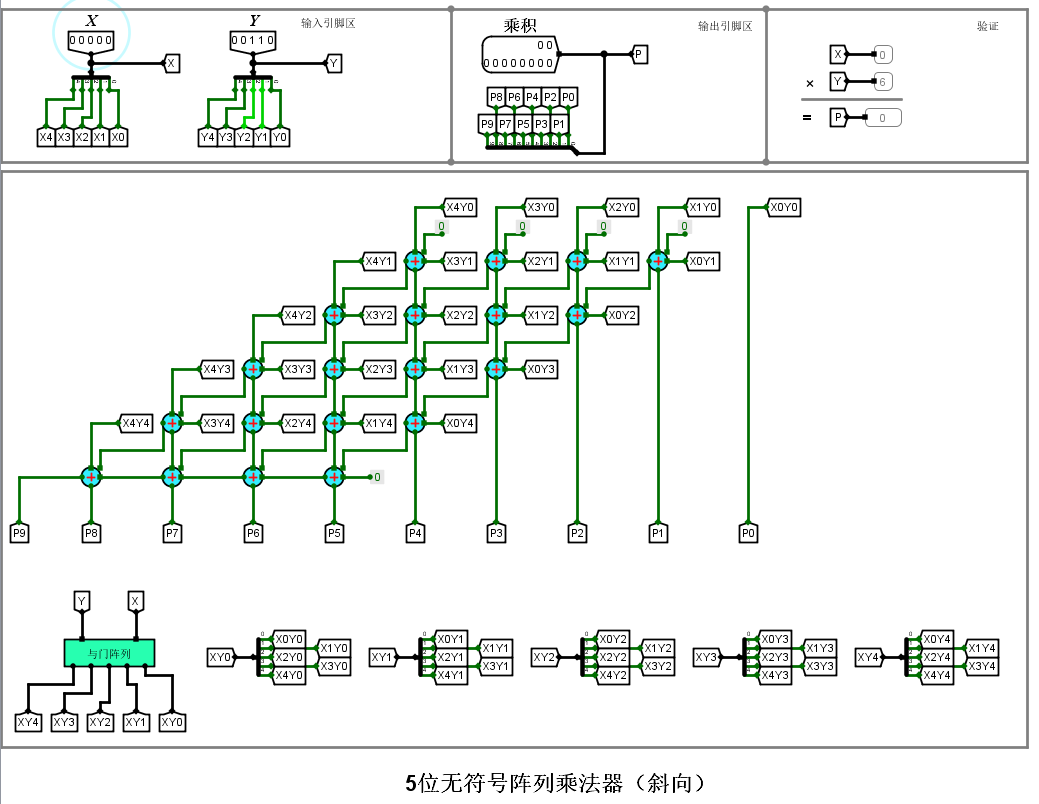 X Y 输入引脚区 乘积 输出引脚区 验证
00000 00110 00 X 0
X Y 00000000 P Y 6
P8 P6 P4 P2 P0 ×
X4 X3 X2 X1 X0 Y4 Y3 Y2 Y1 Y0 P9 P7 P5 P3 P1 = P 0
X4Y0 X3Y0 X2Y0 X1Y0 X0Y0
0 0 0 0
X4Y1 X3Y1 X2Y1 X1Y1 X0Y1
X4Y2 X3Y2 X2Y2 X1Y2 X0Y2
X4Y3 X3Y3 X2Y3 X1Y3 X0Y3
X4Y4 X3Y4 X2Y4 X1Y4 X0Y4
0
P9 P8 P7 P6 P5 P4 P3 P2 P1 P0
Y X
与门阵列
XY4 XY3 XY2 XY1 XY0
XY0 X0Y0 X1Y0 X2Y0 X3Y0 X4Y0
XY1 X0Y1 X1Y1 X2Y1 X3Y1 X4Y1
XY2 X0Y2 X1Y2 X2Y2 X3Y2 X4Y2
XY3 X0Y3 X1Y3 X2Y3 X3Y3 X4Y3
XY4 X0Y4 X1Y4 X2Y4 X3Y4 X4Y4
5位无符号阵列乘法器（斜向）